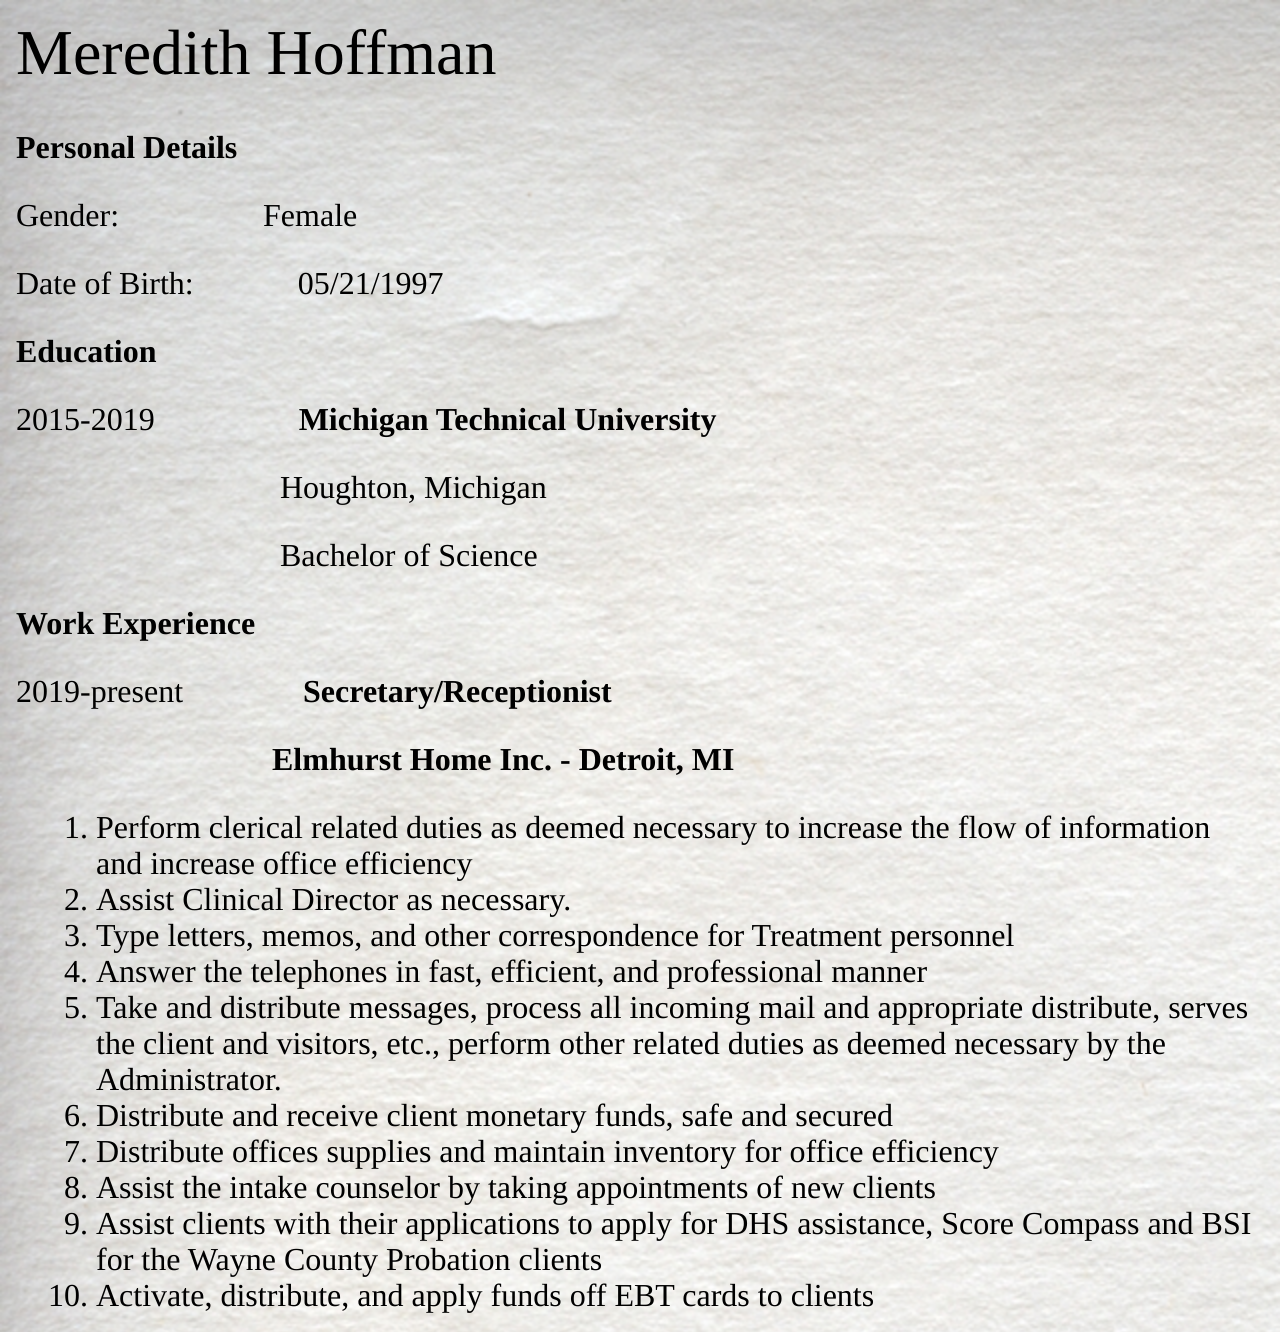 Meredith Hoffman
Personal Details
Gender: Female
Date of Birth: 05/21/1997
Education
2015-2019 Michigan Technical University
Houghton, Michigan
Bachelor of Science
Work Experience
2019-present Secretary/Receptionist
Elmhurst Home Inc. - Detroit, MI
1. Perform clerical related duties as deemed necessary to increase the flow of information
and increase office efficiency
2. Assist Clinical Director as necessary.
3. Type letters, memos, and other correspondence for Treatment personnel
4. Answer the telephones in fast, efficient, and professional manner
5. Take and distribute messages, process all incoming mail and appropriate distribute, serves
the client and visitors, etc., perform other related duties as deemed necessary by the
Administrator.
6. Distribute and receive client monetary funds, safe and secured
7. Distribute offices supplies and maintain inventory for office efficiency
8. Assist the intake counselor by taking appointments of new clients
9. Assist clients with their applications to apply for DHS assistance, Score Compass and BSI
for the Wayne County Probation clients
10. Activate, distribute, and apply funds off EBT cards to clients